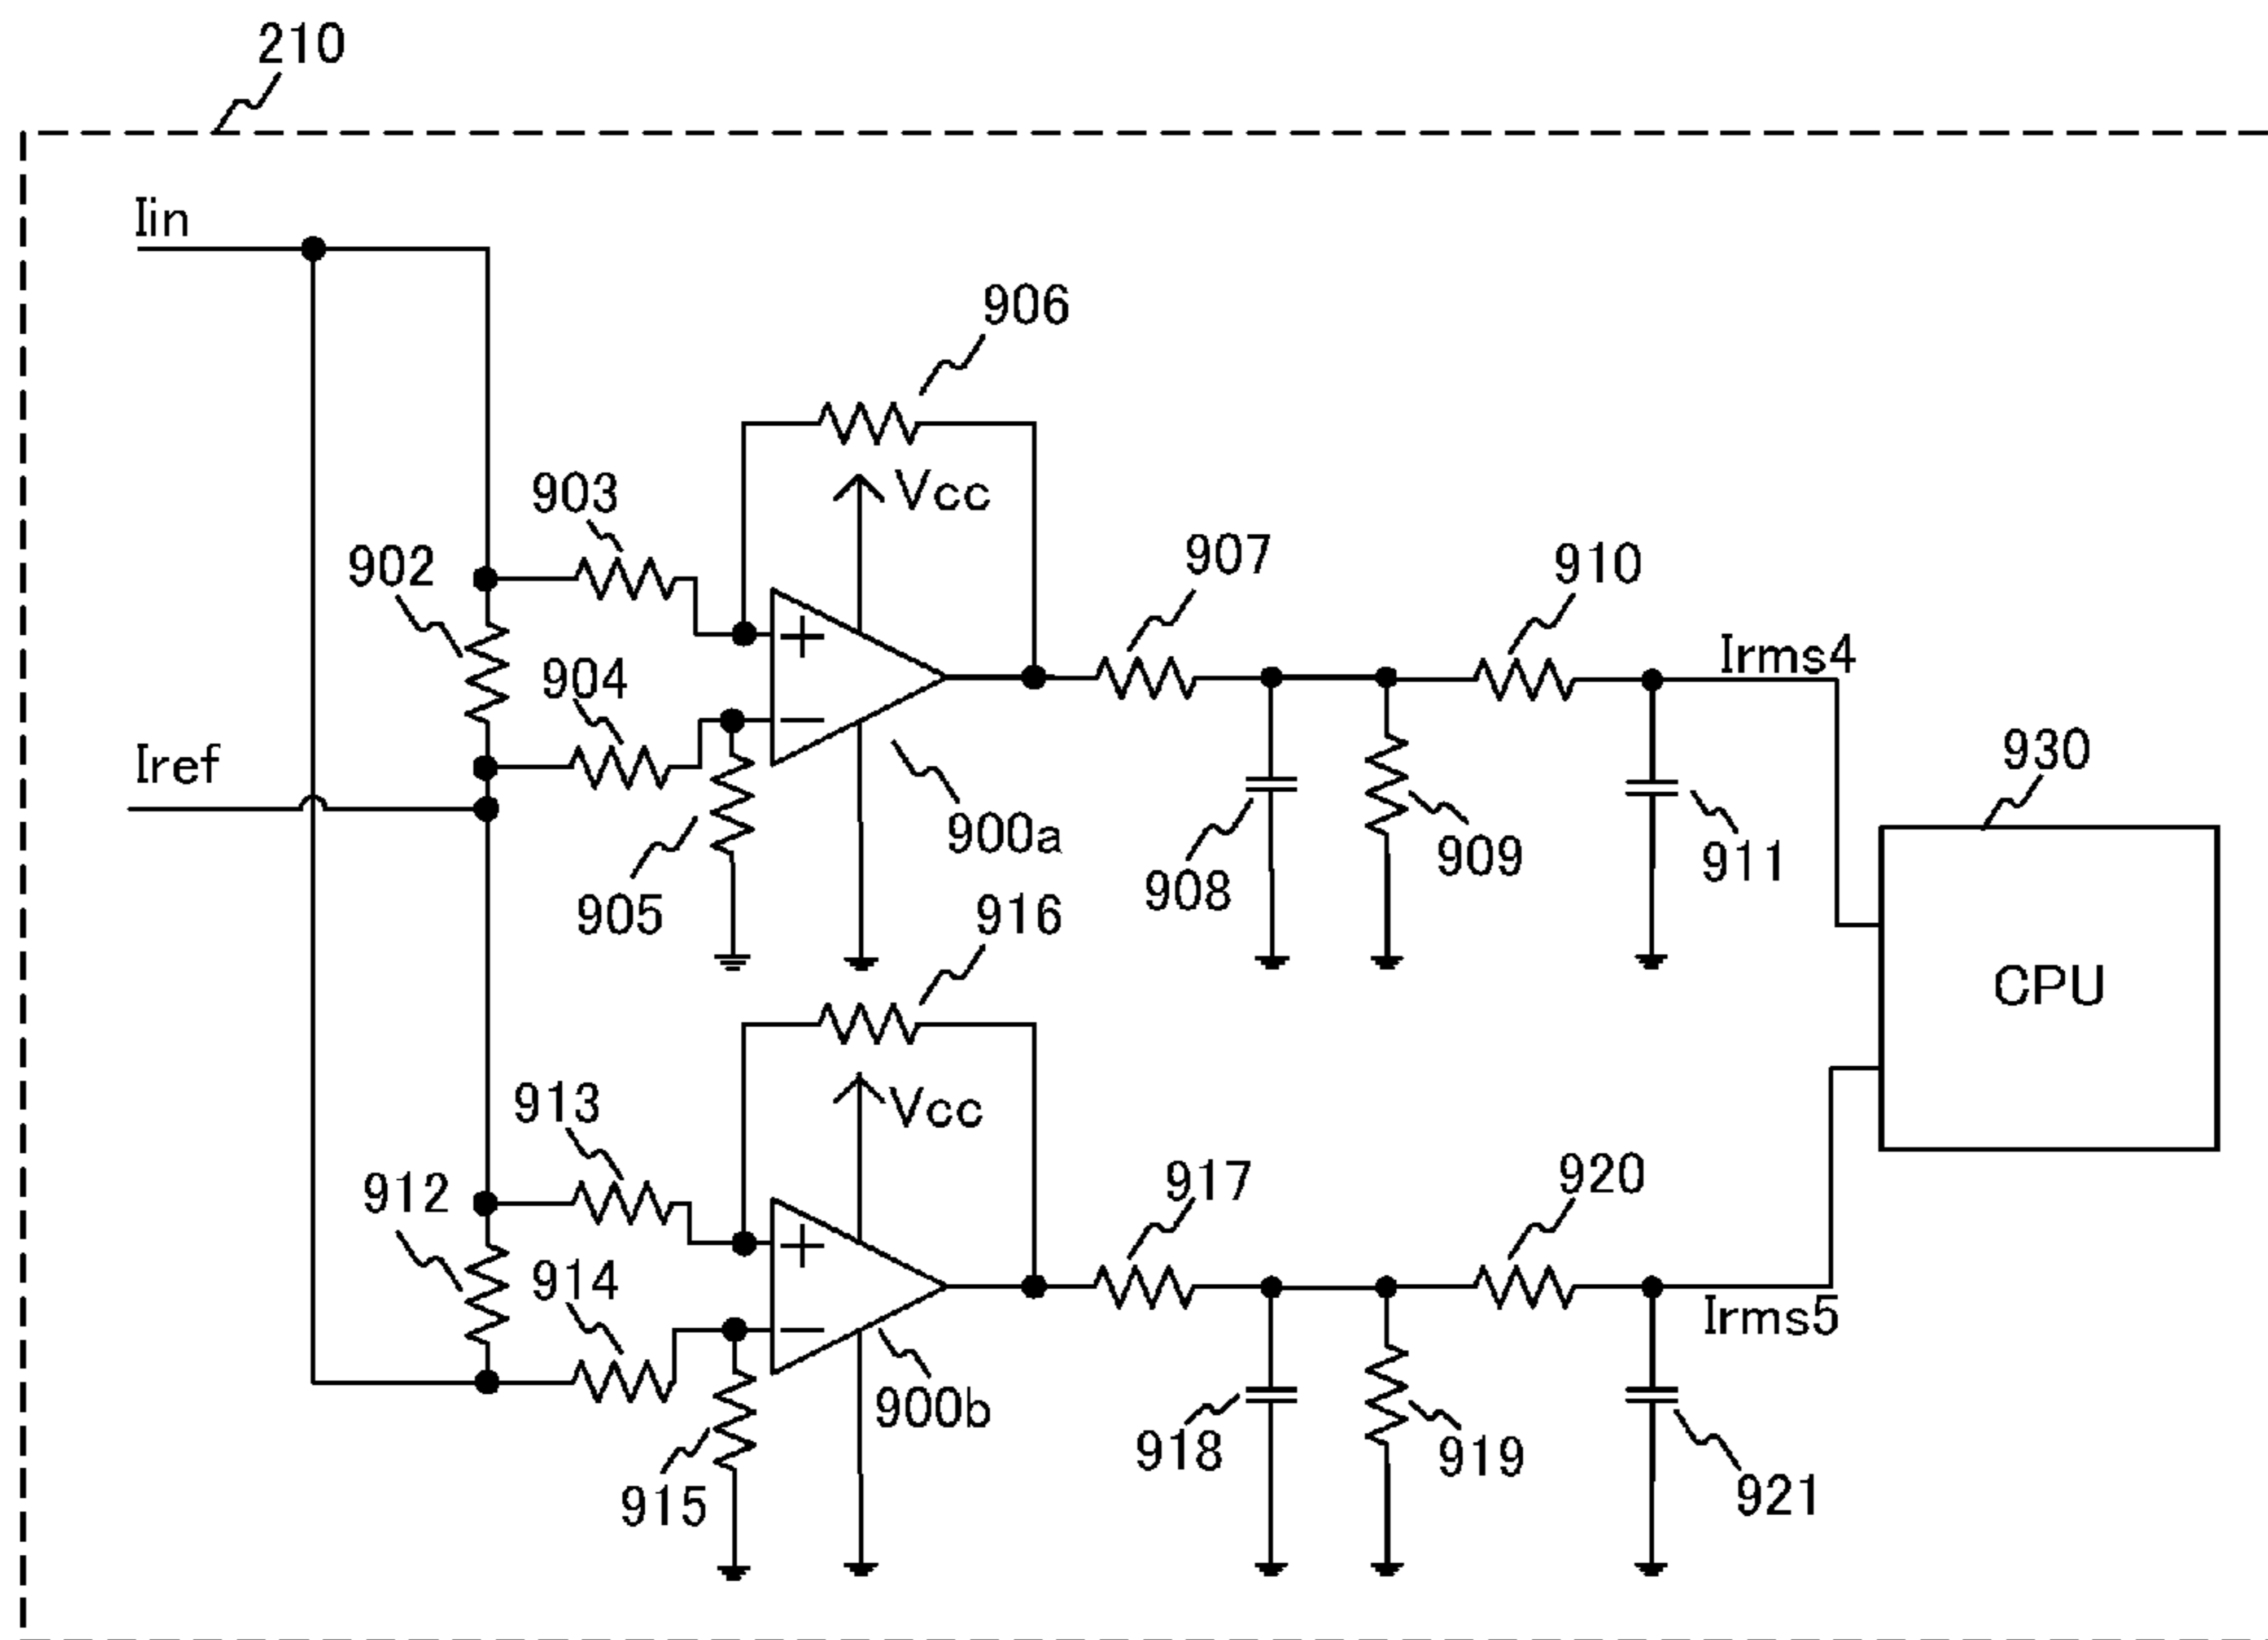 210
Iin
906
903
Vcc
902
907
910
904
Irms4
Iref
930
900a
909
911
908
905
916
CPU
913
Vcc
912
917
920
914
Irms5
900b
918
919
915
921
+
−
+
−